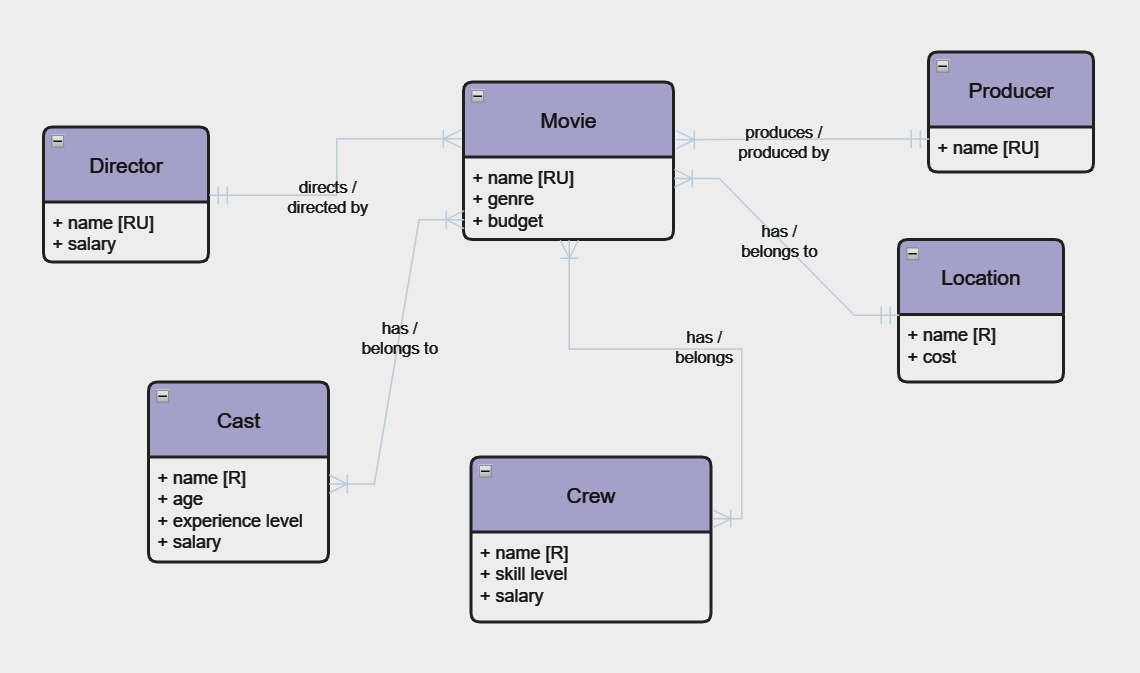 Director
+ name [RU]
+ salary
directs /
directed by
Movie
+ name [RU]
+ genre
+ budget
produces /
produced by
Producer
+ name [RU]
has /
belongs to
Location
+ name [R]
+ cost
has /
belongs to
Cast
+ name [R]
+ age
+ experience level
+ salary
has /
belongs
Crew
+ name [R]
+ skill level
+ salary